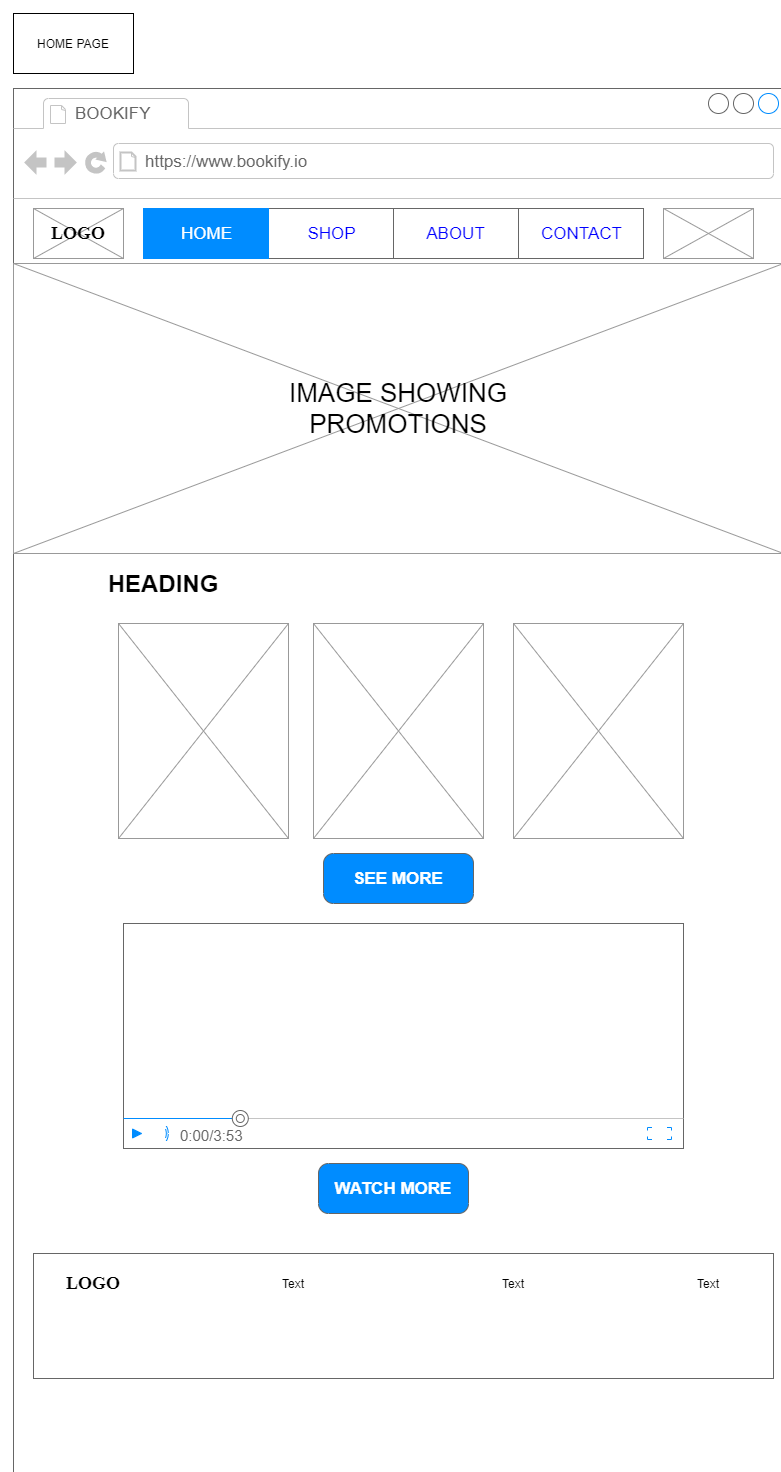 HOME PAGE
BOOKIFY
https://www.bookify.io
LOGO HOME SHOP ABOUT CONTACT
IMAGE SHOWING
PROMOTIONS
HEADING
SEE MORE
0:00/3:53
WATCH MORE
LOGO Text Text Text